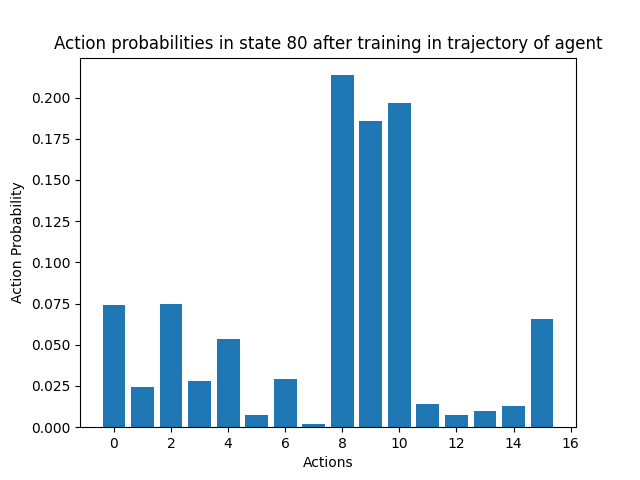 Action probabilities in state 80 after training in trajectory of agent
0.200
0.175
0.150
0.125
0.100
0.075
0.050
0.025
0.000
Action Probability
0 2 4 6 8 10 12 14 16
Actions